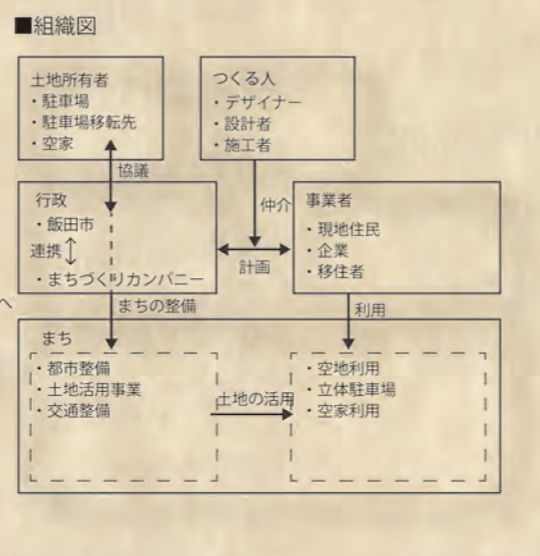 ■組織図
土地所有者
・駐車場
・駐車場移転先
・空家
つくる人
・デザイナー
・設計者
・施工者
協議
行政
・飯田市
連携
・まちづくりカンパニー
仲介
計画
事業者
・現地住民
・企業
・移住者
へ
まちの整備
利用
まち
・都市整備
・土地活用事業
・交通整備
土地の活用
・空地利用
・立体駐車場
・空家利用